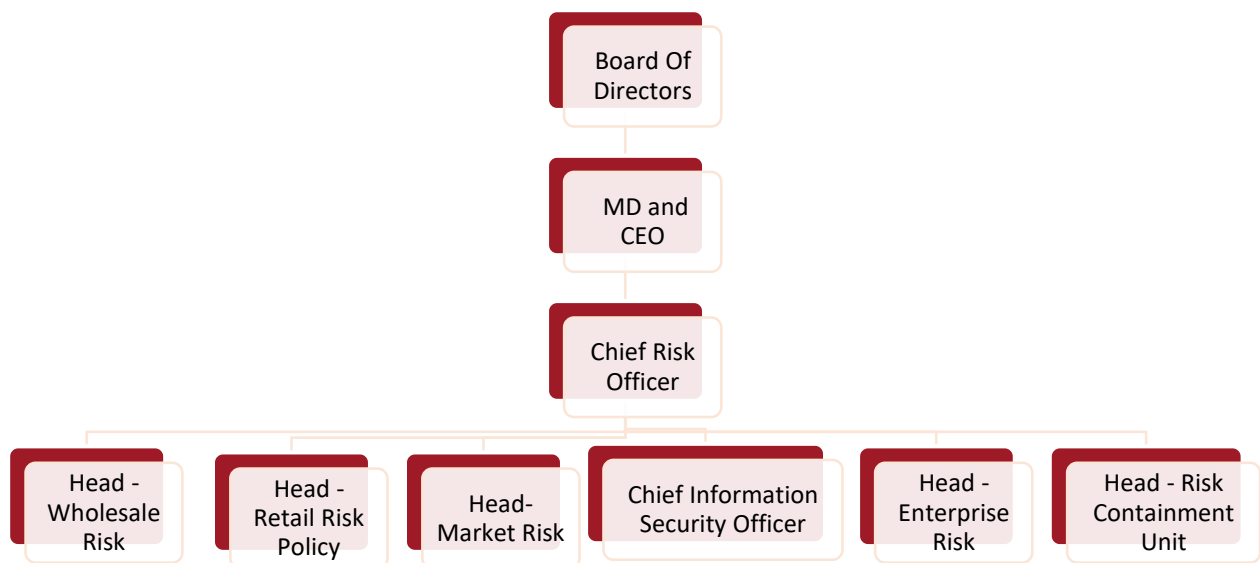 Board Of
Directors
MD and
CEO
Chief Risk
Officer
Head -
Wholesale
Risk
Head -
Retail Risk
Policy
Head-
Market Risk
Chief Information
Security Officer
Head -
Enterprise
Risk
Head - Risk
Containment
Unit